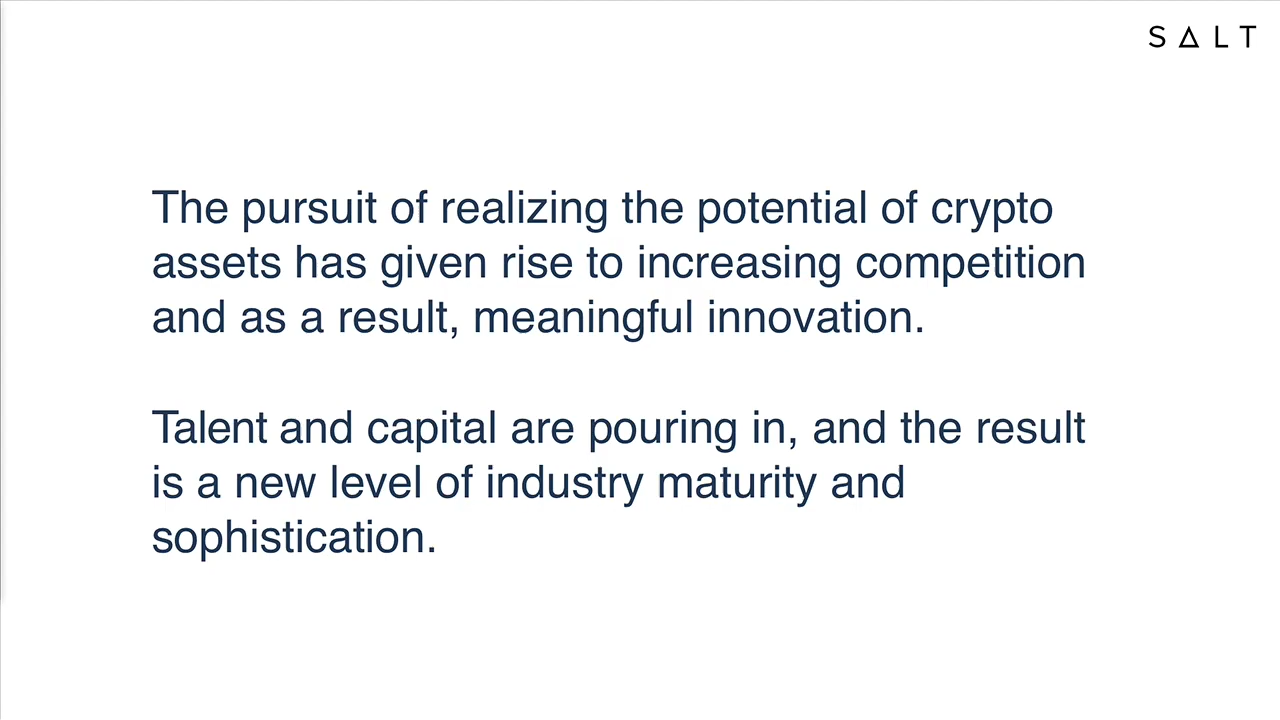 SALT
The pursuit of realizing the potential of crypto
assets has given rise to increasing competition
and as a result, meaningful innovation.
Talent and capital are pouring in, and the result
is a new level of industry maturity and
sophistication.